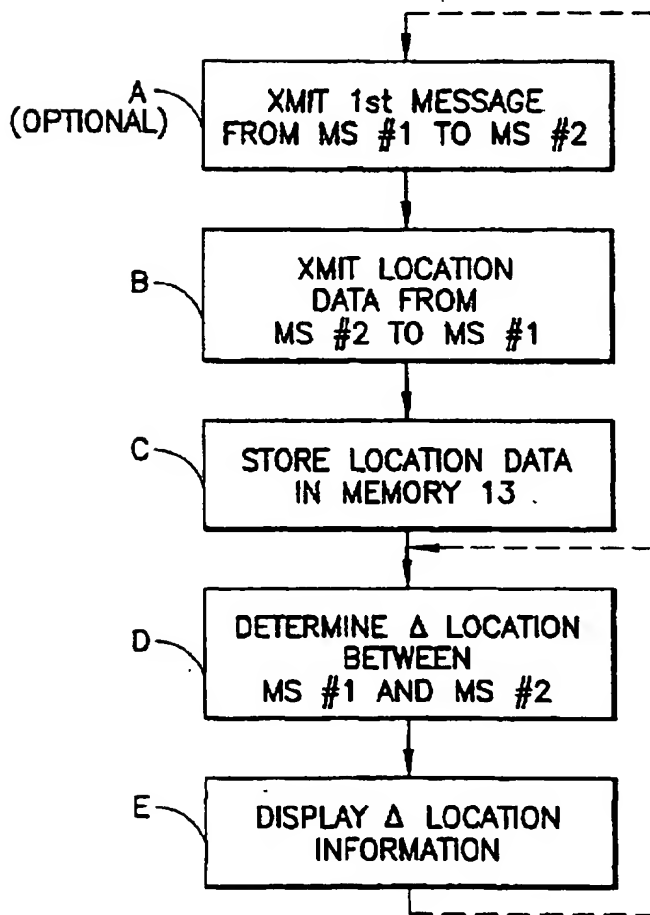 A
(OPTIONAL)
XMIT 1st MESSAGE
FROM MS #1 TO MS #2
B
XMIT LOCATION
DATA FROM
MS #2 TO MS #1
C
STORE LOCATION DATA
IN MEMORY 13
D
DETERMINE Δ LOCATION
BETWEEN
MS #1 AND MS #2
E
DISPLAY Δ LOCATION
INFORMATION